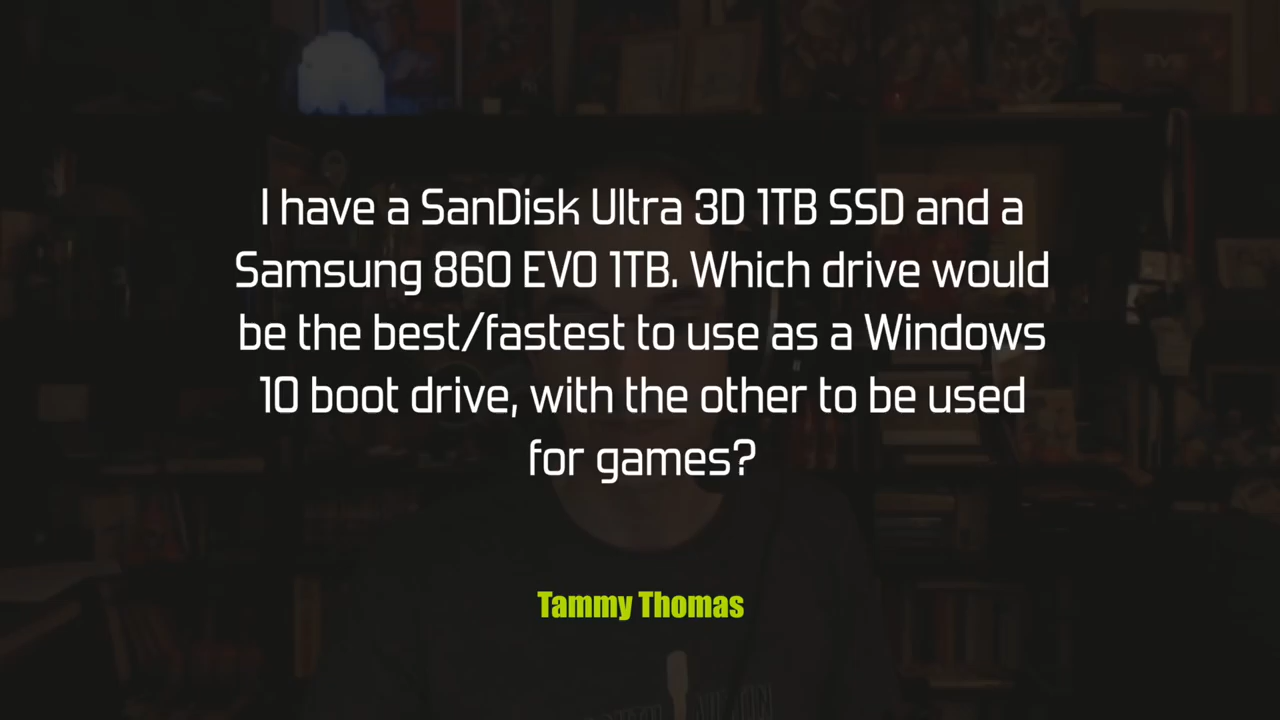 I have a SanDisk Ultra 3D 1TB SSD and a
Samsung 860 EVO 1TB. Which drive would
be the best/fastest to use as a Windows
10 boot drive, with the other to be used
for games?
Tammy Thomas